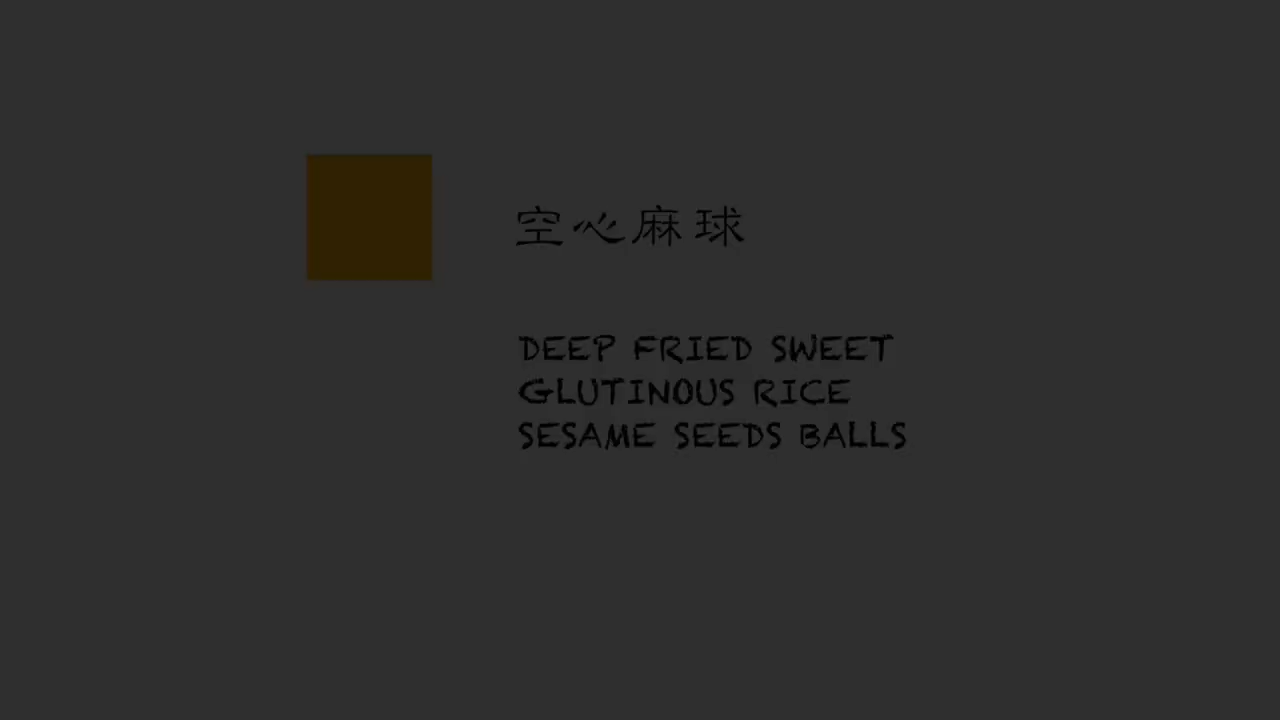 空心麻球
DEEP FRIED SWEET
GLUTINOUS RICE
SESAME SEEDS BALLS